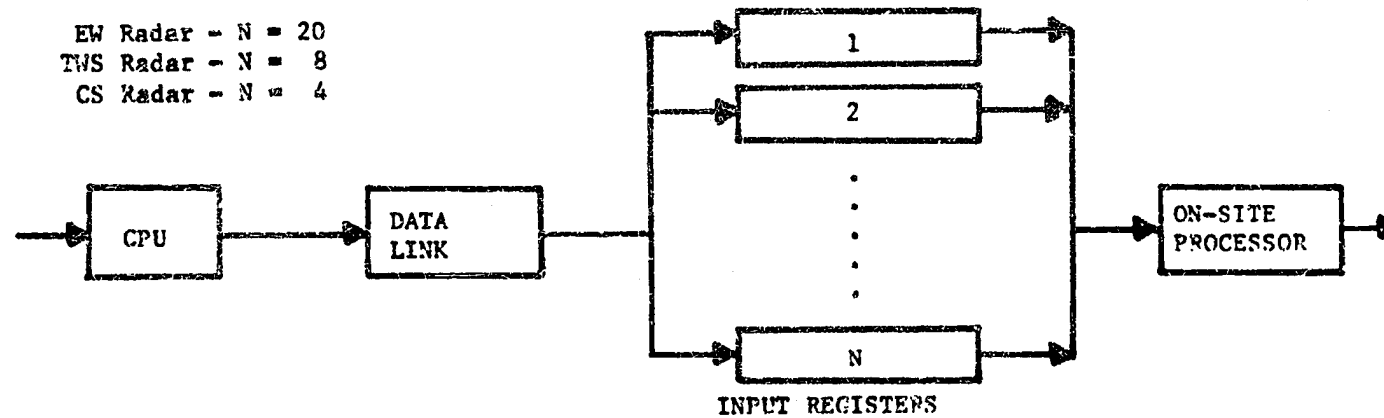 EW Radar - N = 20
TWS Radar - N = 8
CS Radar - N = 4
1
2
CPU
DATA
LINK
ON-SITE
PROCESSOR
N
INPUT REGISTERS